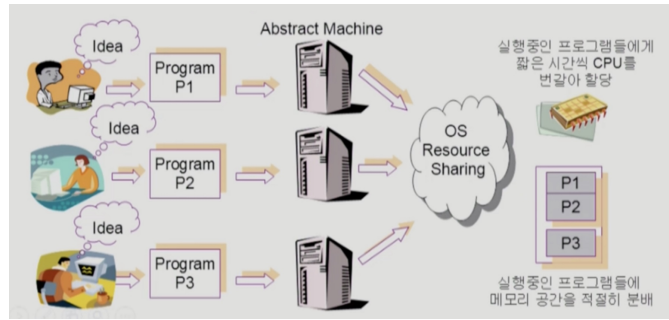 Abstract Machine
Idea
Program
P1
Idea
Program
P2
Idea
Program
P3
OS
Resource
Sharing
실행중인 프로그램들에게
짧은 시간씩 CPU를
번갈아 할당
P1
P2
P3
실행중인 프로그램들에
메모리 공간을 적절히 분배